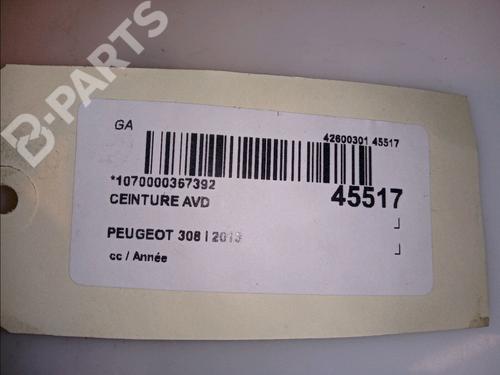 B-PARTS
GA
42600301 45517
*1070000367392
45517
CEINTURE AVD
PEUGEOT 308 I 2013
cc / Année